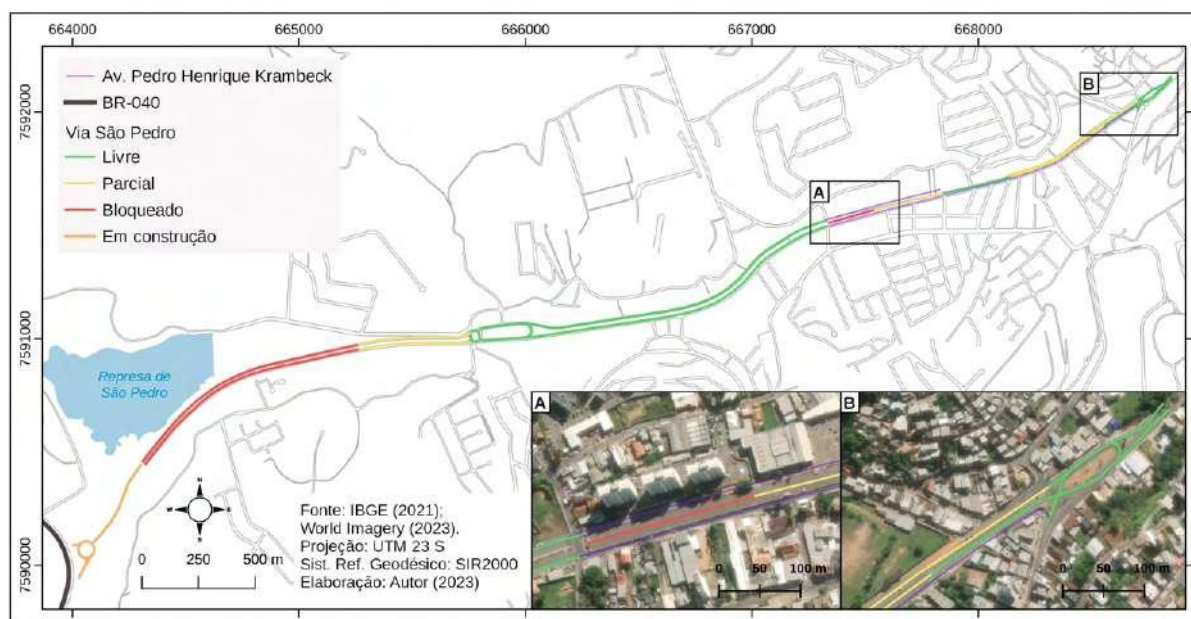 664000 665000 666000 667000 668000
7592000
7591000
7590000
Av. Pedro Henrique Krambeck
BR-040
Via São Pedro
Livre
Parcial
Bloqueado
Em construção
B
A
Represa de
São Pedro
N
W E
S
0 250 500 m
Fonte: IBGE (2021);
World Imagery (2023).
Projeção: UTM 23 S
Sist. Ref. Geodésico: SIR2000
Elaboração: Autor (2023)
A
0 50 100 m
B
0 50 100 m